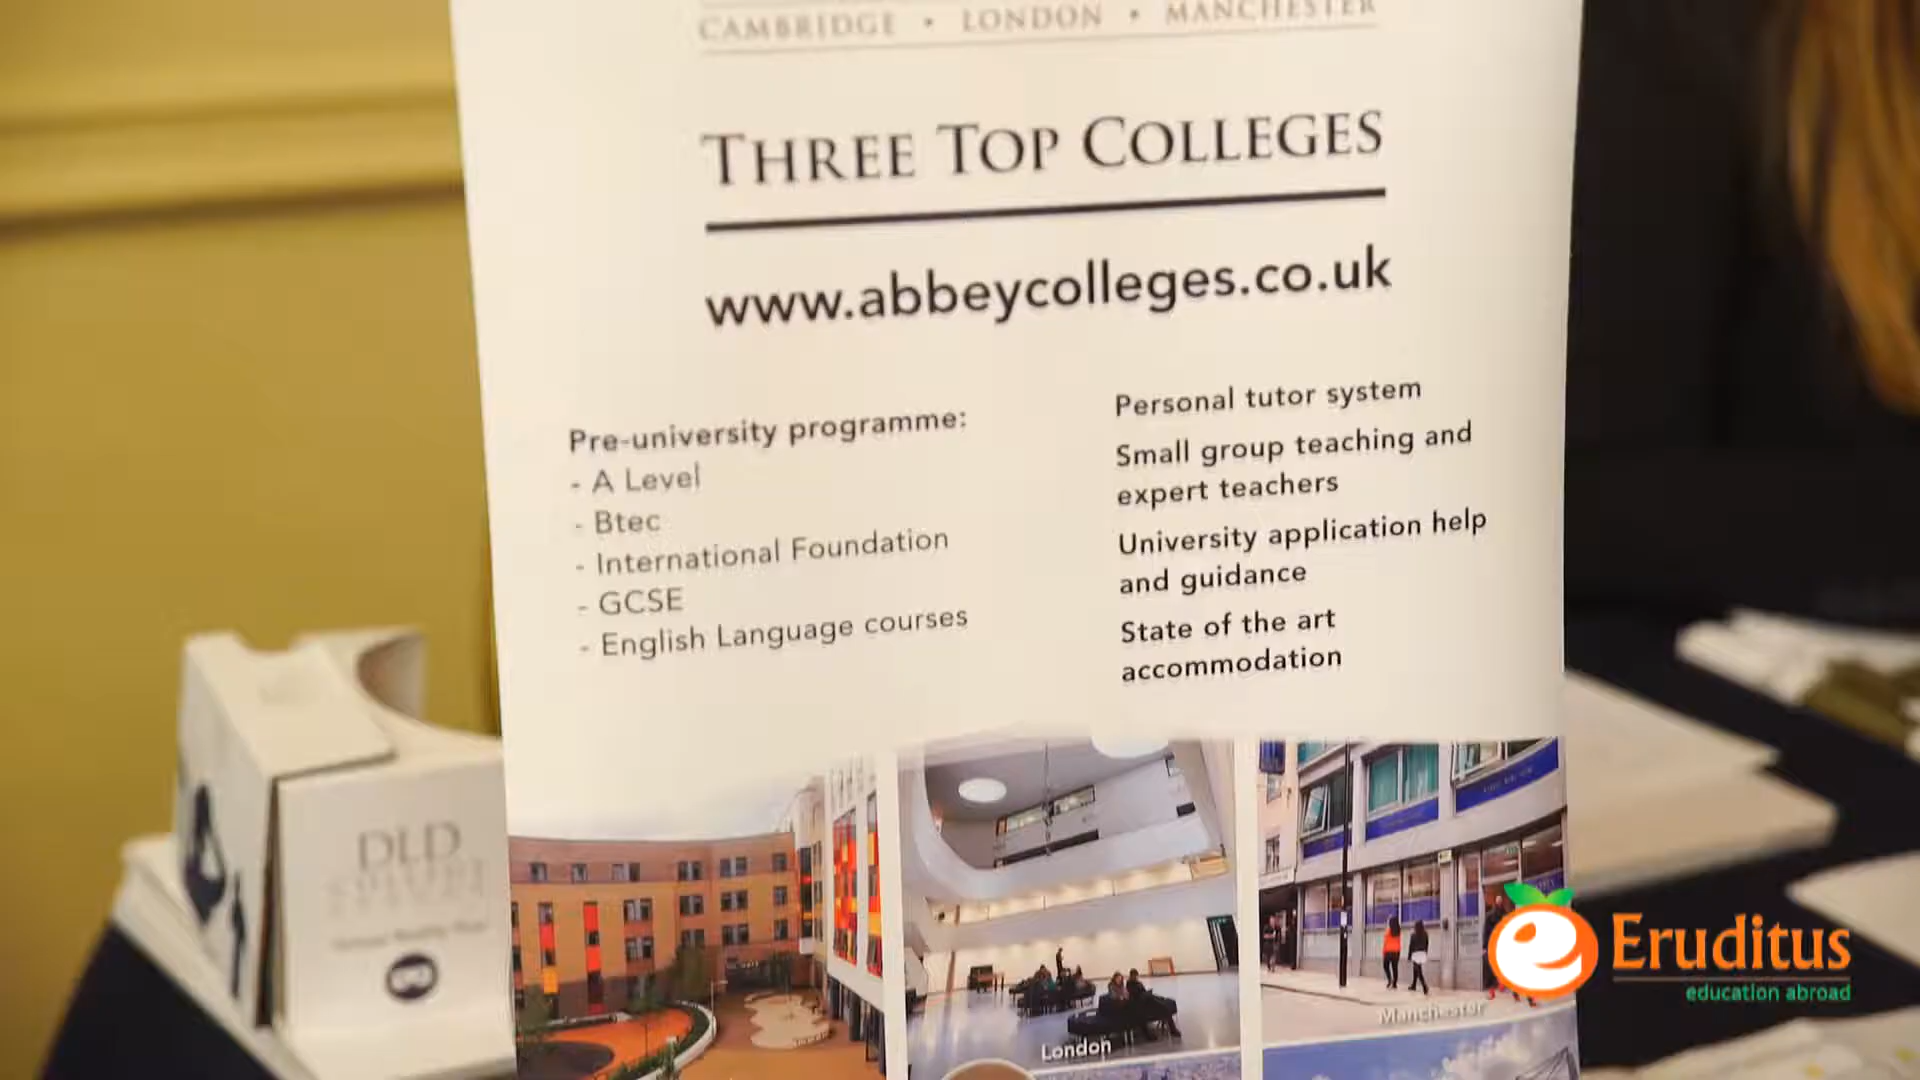 CAMBRIDGE • LONDON • MANCHESTER
THREE TOP COLLEGES
www.abbeycolleges.co.uk
Pre-university programme:
- A Level
- Btec
- International Foundation
- GCSE
- English Language courses
Personal tutor system
Small group teaching and
expert teachers
University application help
and guidance
State of the art
accommodation
DLD
London
Manchester
Eruditus
education abroad